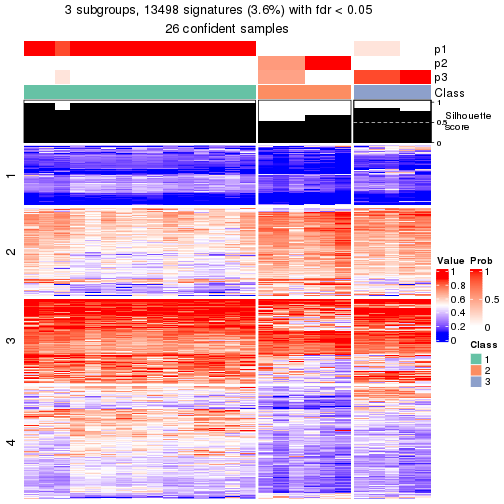 3 subgroups, 13498 signatures (3.6%) with fdr < 0.05
26 confident samples
p1
p2
p3
Class
1
0.5
0
Silhouette
score
1
2
3
4
Value
1
0.8
0.6
0.4
0.2
0
Prob
1
0.5
0
Class
1
2
3